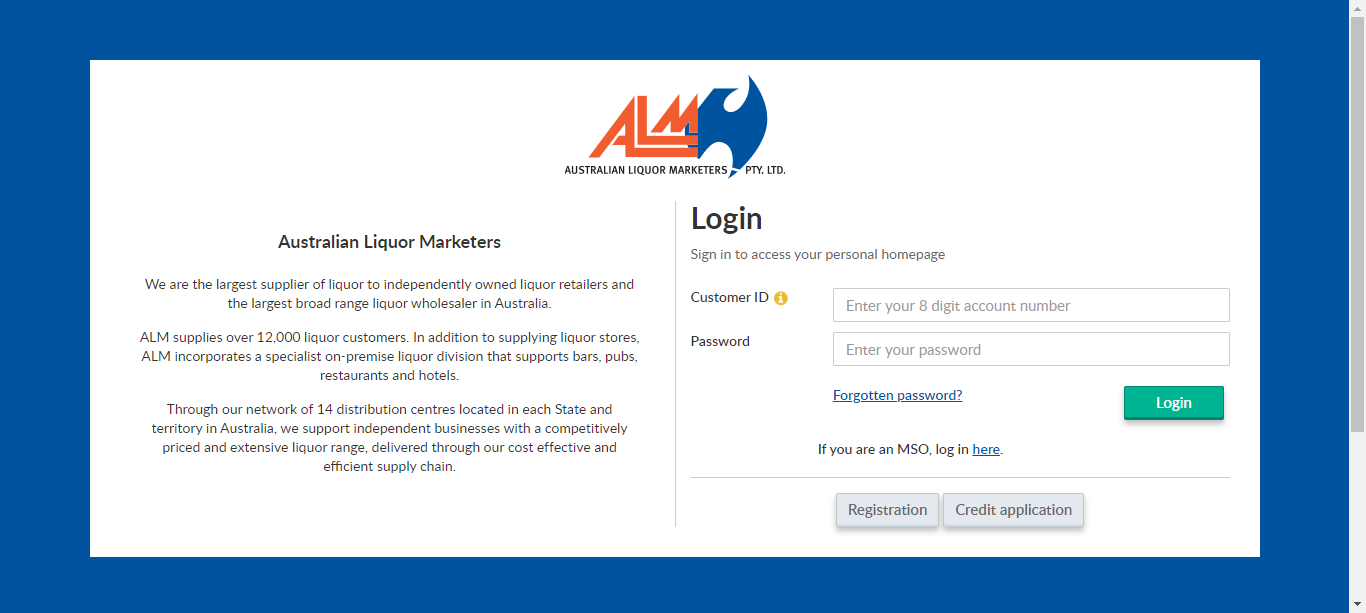 ALM
AUSTRALIAN LIQUOR MARKETERS PTY. LTD.
Australian Liquor Marketers
We are the largest supplier of liquor to independently owned liquor retailers and
the largest broad range liquor wholesaler in Australia.
ALM supplies over 12,000 liquor customers. In addition to supplying liquor stores,
ALM incorporates a specialist on-premise liquor division that supports bars, pubs,
restaurants and hotels.
Through our network of 14 distribution centres located in each State and
territory in Australia, we support independent businesses with a competitively
priced and extensive liquor range, delivered through our cost effective and
efficient supply chain.
Login
Sign in to access your personal homepage
Customer ID
Enter your 8 digit account number
Password
Enter your password
Forgotten password?
Login
If you are an MSO, log in here.
Registration
Credit application